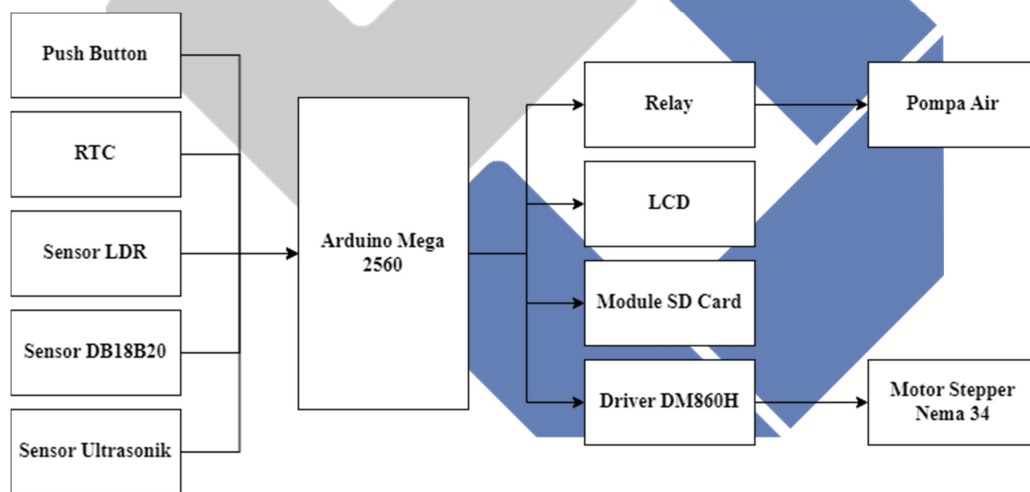 Push Button
RTC
Sensor LDR
Sensor DB18B20
Sensor Ultrasonik
Arduino Mega
2560
Relay
LCD
Module SD Card
Driver DM860H
Pompa Air
Motor Stepper
Nema 34